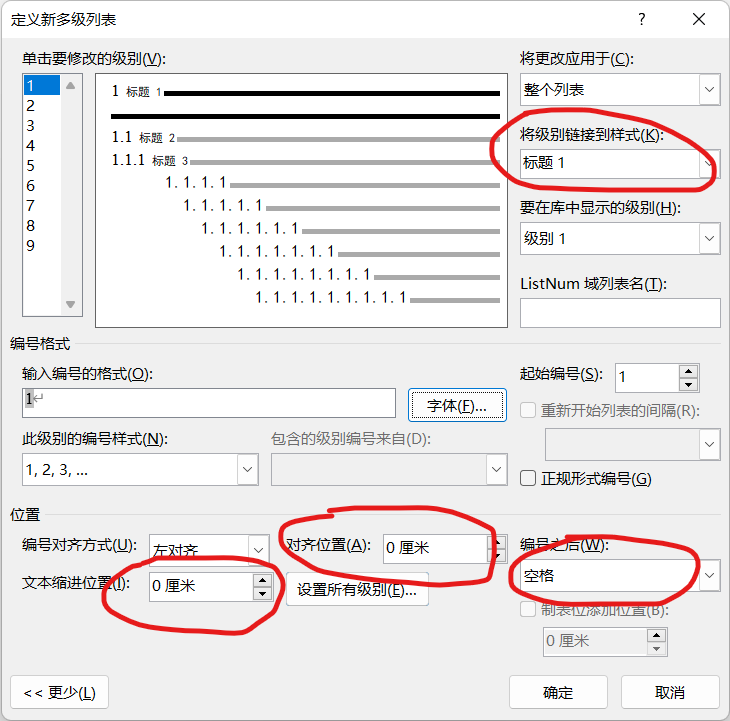 定义新多级列表
?
单击要修改的级别(V):
1
2
3
4
5
6
7
8
9
1 标题 1
1.1 标题 2
1.1.1 标题 3
1.1.1.1
1.1.1.1.1
1.1.1.1.1.1
1.1.1.1.1.1.1
1.1.1.1.1.1.1.1
1.1.1.1.1.1.1.1.1
将更改应用于(C):
整个列表
将级别链接到样式(K):
标题 1
要在库中显示的级别(H):
级别 1
ListNum 域列表名(T):
编号格式
输入编号的格式(O):
1↵
字体(F)...
起始编号(S): 1
重新开始列表的间隔(R):
此级别的编号样式(N):
1, 2, 3, ...
包含的级别编号来自(D):
正规形式编号(G)
位置
编号对齐方式(U): 左对齐
对齐位置(A): 0 厘米
编号之后(W):
空格
文本缩进位置(I): 0 厘米
设置所有级别(E)...
制表位添加位置(B):
0 厘米
<< 更少(L)
确定
取消